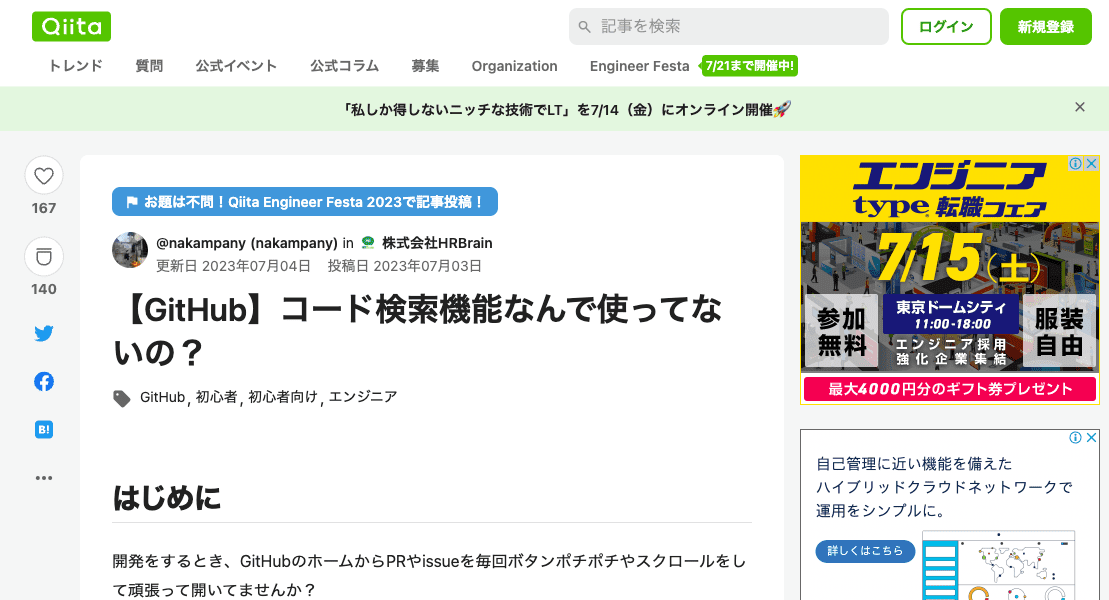 Qiita
記事を検索
ログイン
新規登録
トレンド
質問
公式イベント
公式コラム
募集
Organization
Engineer Festa
7/21まで開催中!
「私しか得しないニッチな技術でLT」を7/14（金）にオンライン開催🚀
167
140
B!
お題は不問！Qiita Engineer Festa 2023で記事投稿！
@nakampany (nakampany) in 株式会社HRBrain
更新日 2023年07月04日 投稿日 2023年07月03日
【GitHub】コード検索機能なんで使ってな
いの？
GitHub, 初心者, 初心者向け, エンジニア
はじめに
開発をするとき、GitHubのホームからPRやissueを毎回ボタンポチポチやスクロールをし
て頑張って開いてませんか？
エンジニア
type 転職フェア
7/15（土）
参加
無料
東京ドームシティ
11:00-18:00
エンジニア採用
強化企業集結
服装
自由
最大4000円分のギフト券プレゼント
自己管理に近い機能を備えた
ハイブリッドクラウドネットワークで
運用をシンプルに。
詳しくはこちら